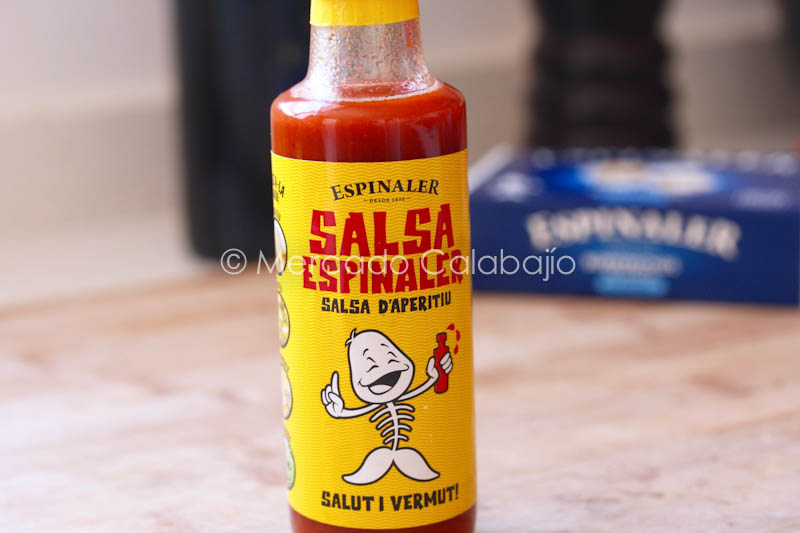 ESPINALER
DESDE 1896
SALSA
ESPINALER
SALSA D'APERITIU
SALUT I VERMUT!
ESPINALER
© Mercado Calabajío